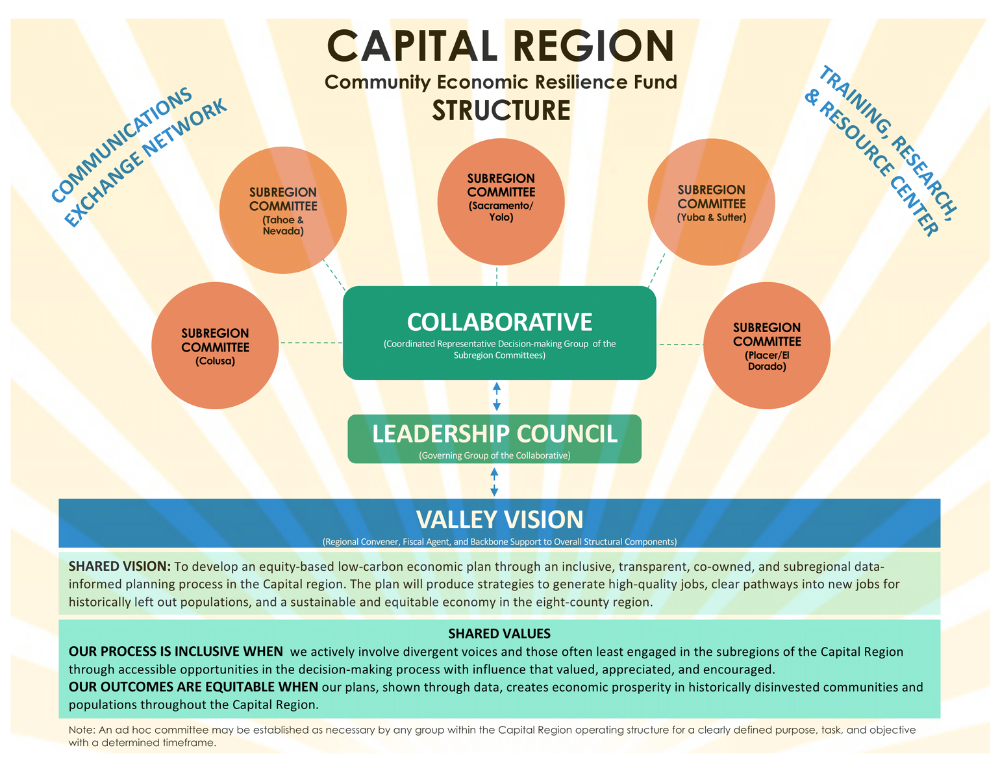 CAPITAL REGION
Community Economic Resilience Fund
STRUCTURE
COMMUNICATIONS
EXCHANGE NETWORK
TRAINING, RESEARCH,
& RESOURCE CENTER
SUBREGION
COMMITTEE
(Tahoe &
Nevada)
SUBREGION
COMMITTEE
(Sacramento/
Yolo)
SUBREGION
COMMITTEE
(Yuba & Sutter)
SUBREGION
COMMITTEE
(Colusa)
COLLABORATIVE
(Coordinated Representative Decision-making Group of the
Subregion Committees)
SUBREGION
COMMITTEE
(Placer/El
Dorado)
LEADERSHIP COUNCIL
(Governing Group of the Collaborative)
VALLEY VISION
(Regional Convener, Fiscal Agent, and Backbone Support to Overall Structural Components)
SHARED VISION: To develop an equity-based low-carbon economic plan through an inclusive, transparent, co-owned, and subregional data-
informed planning process in the Capital region. The plan will produce strategies to generate high-quality jobs, clear pathways into new jobs for
historically left out populations, and a sustainable and equitable economy in the eight-county region.
SHARED VALUES
OUR PROCESS IS INCLUSIVE WHEN we actively involve divergent voices and those often least engaged in the subregions of the Capital Region
through accessible opportunities in the decision-making process with influence that valued, appreciated, and encouraged.
OUR OUTCOMES ARE EQUITABLE WHEN our plans, shown through data, creates economic prosperity in historically disinvested communities and
populations throughout the Capital Region.
Note: An ad hoc committee may be established as necessary by any group within the Capital Region operating structure for a clearly defined purpose, task, and objective
with a determined timeframe.